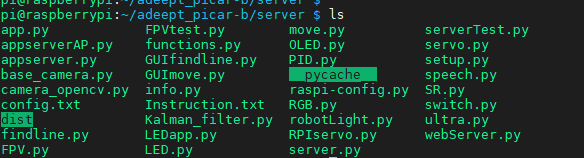 pi@raspberrypi:~/adeept_picar-b/server $
pi@raspberrypi:~/adeept_picar-b/server $ ls
app.py FPVtest.py move.py serverTest.py
appserverAP.py functions.py OLED.py servo.py
appserver.py GUIfindline.py PID.py setup.py
base_camera.py GUImove.py __pycache__ speech.py
camera_opencv.py info.py raspi-config.py SR.py
config.txt Instruction.txt RGB.py switch.py
dist Kalman_filter.py robotLight.py ultra.py
findline.py LEDapp.py RPIservo.py webServer.py
FPV.py LED.py server.py